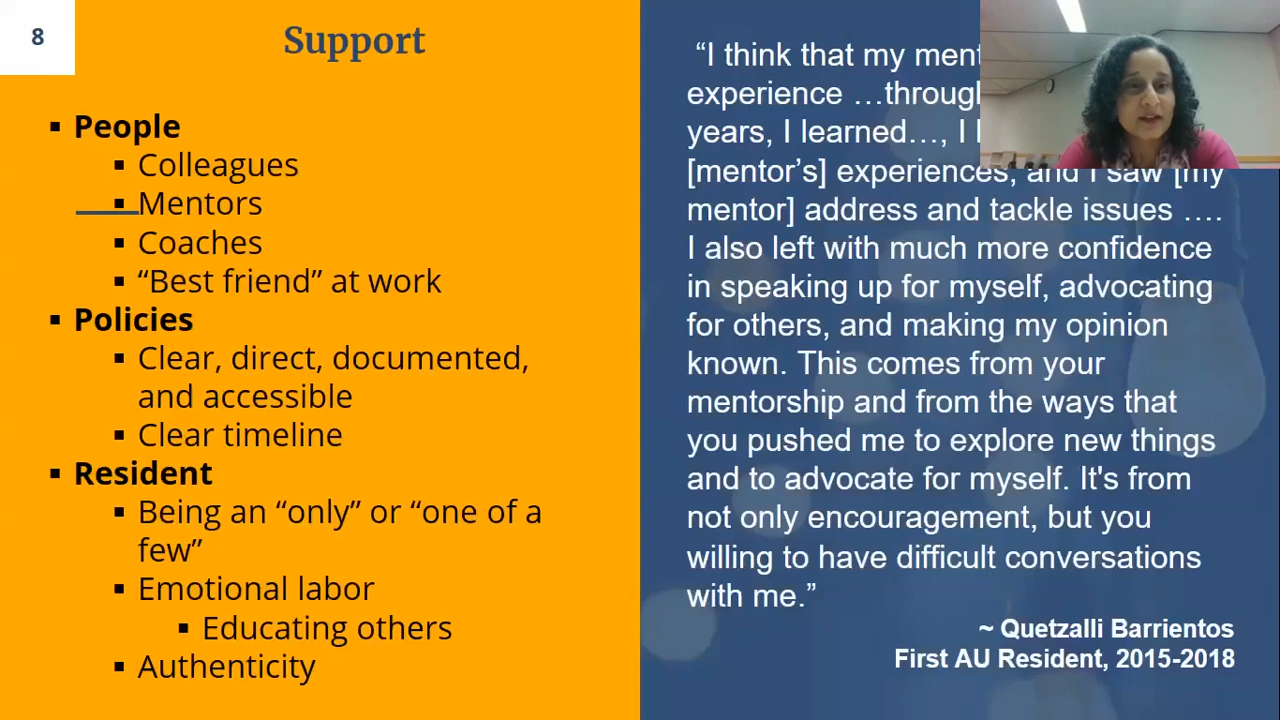 8
Support
▪ People
▪ Colleagues
▪ Mentors
▪ Coaches
▪ “Best friend” at work
▪ Policies
▪ Clear, direct, documented,
and accessible
▪ Clear timeline
▪ Resident
▪ Being an “only” or “one of a
few”
▪ Emotional labor
▪ Educating others
▪ Authenticity
“I think that my
experience …
years, I learned…, I
[mentor’s] experiences, and I saw [my
mentor] address and tackle issues ….
I also left with much more confidence
in speaking up for myself, advocating
for others, and making my opinion
known. This comes from your
mentorship and from the ways that
you pushed me to explore new things
and to advocate for myself. It's from
not only encouragement, but you
willing to have difficult conversations
with me.”
~ Quetzalli Barrientos
First AU Resident, 2015-2018